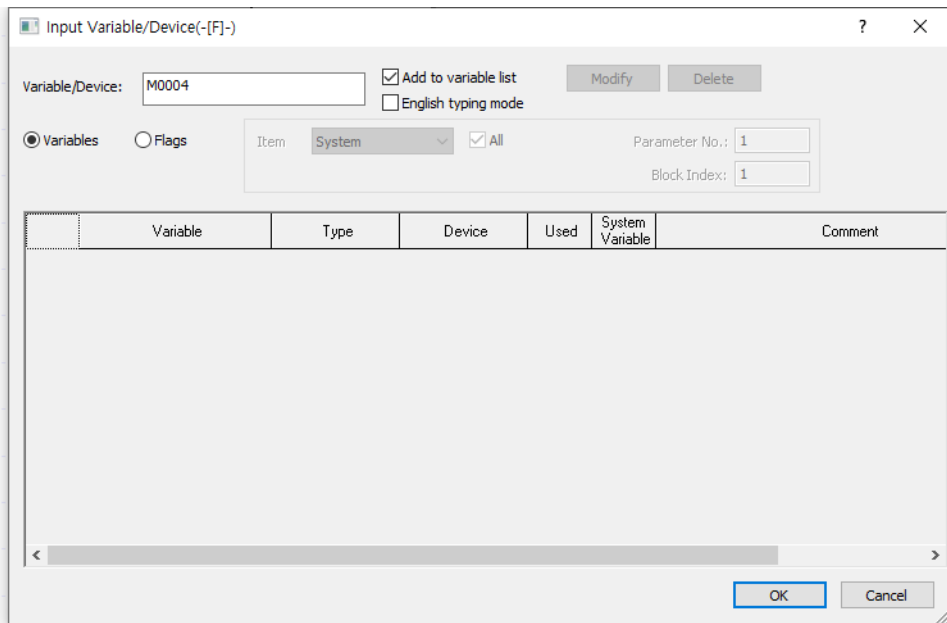 Input Variable/Device(-[F]-)
Variable/Device: M0004
Add to variable list
English typing mode
Modify
Delete
Variables
Flags
Item
System
All
Parameter No.: 1
Block Index: 1
Variable
Type
Device
Used
System
Variable
Comment
OK
Cancel